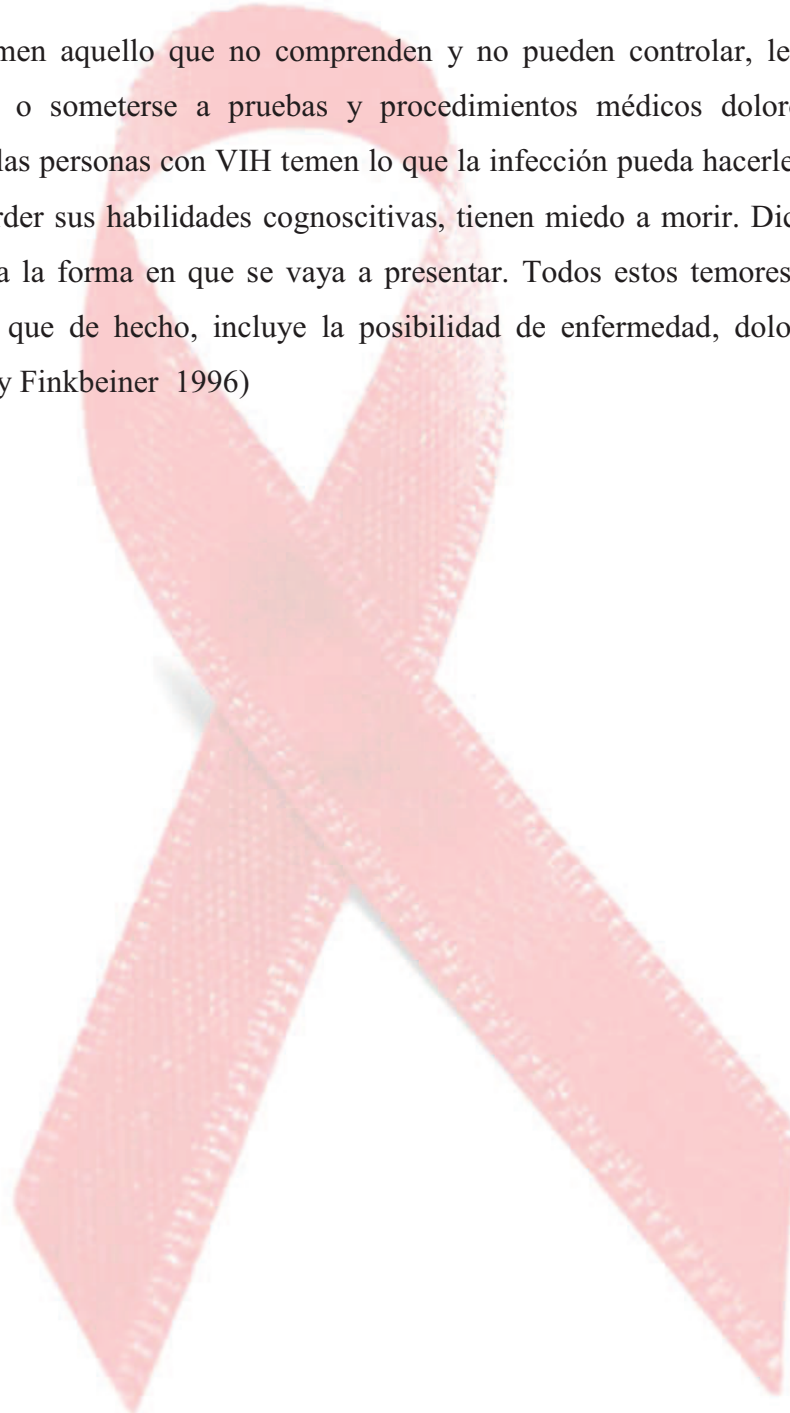 men aquello que no comprenden y no pueden controlar, le
o someterse a pruebas y procedimientos médicos dolor
las personas con VIH temen lo que la infección pueda hacerle
rder sus habilidades cognoscitivas, tienen miedo a morir. Dic
a la forma en que se vaya a presentar. Todos estos temores
que de hecho, incluye la posibilidad de enfermedad, dolo
y Finkbeiner 1996)